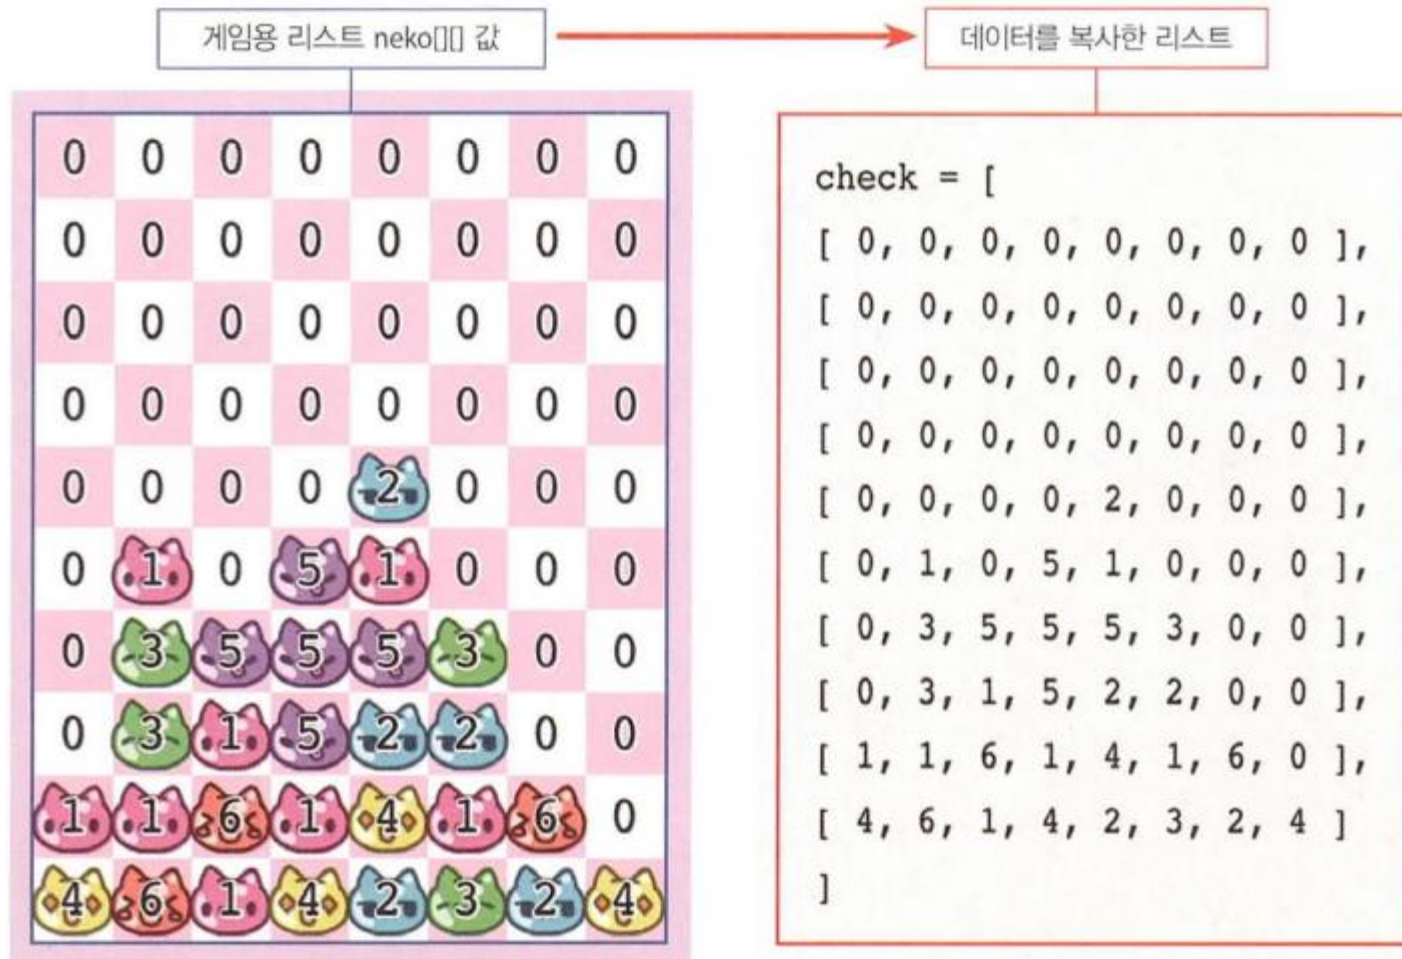 게임용 리스트 neko[][] 값
데이터를 복사한 리스트
0 0 0 0 0 0 0 0
0 0 0 0 0 0 0 0
0 0 0 0 0 0 0 0
0 0 0 0 0 0 0 0
0 0 0 0 2 0 0 0
0 1 0 5 1 0 0 0
0 3 5 5 5 3 0 0
0 3 1 5 2 2 0 0
1 1 6 1 4 1 6 0
4 6 1 4 2 3 2 4
check = [
[ 0, 0, 0, 0, 0, 0, 0, 0 ],
[ 0, 0, 0, 0, 0, 0, 0, 0 ],
[ 0, 0, 0, 0, 0, 0, 0, 0 ],
[ 0, 0, 0, 0, 0, 0, 0, 0 ],
[ 0, 0, 0, 0, 2, 0, 0, 0 ],
[ 0, 1, 0, 5, 1, 0, 0, 0 ],
[ 0, 3, 5, 5, 5, 3, 0, 0 ],
[ 0, 3, 1, 5, 2, 2, 0, 0 ],
[ 1, 1, 6, 1, 4, 1, 6, 0 ],
[ 4, 6, 1, 4, 2, 3, 2, 4 ]
]